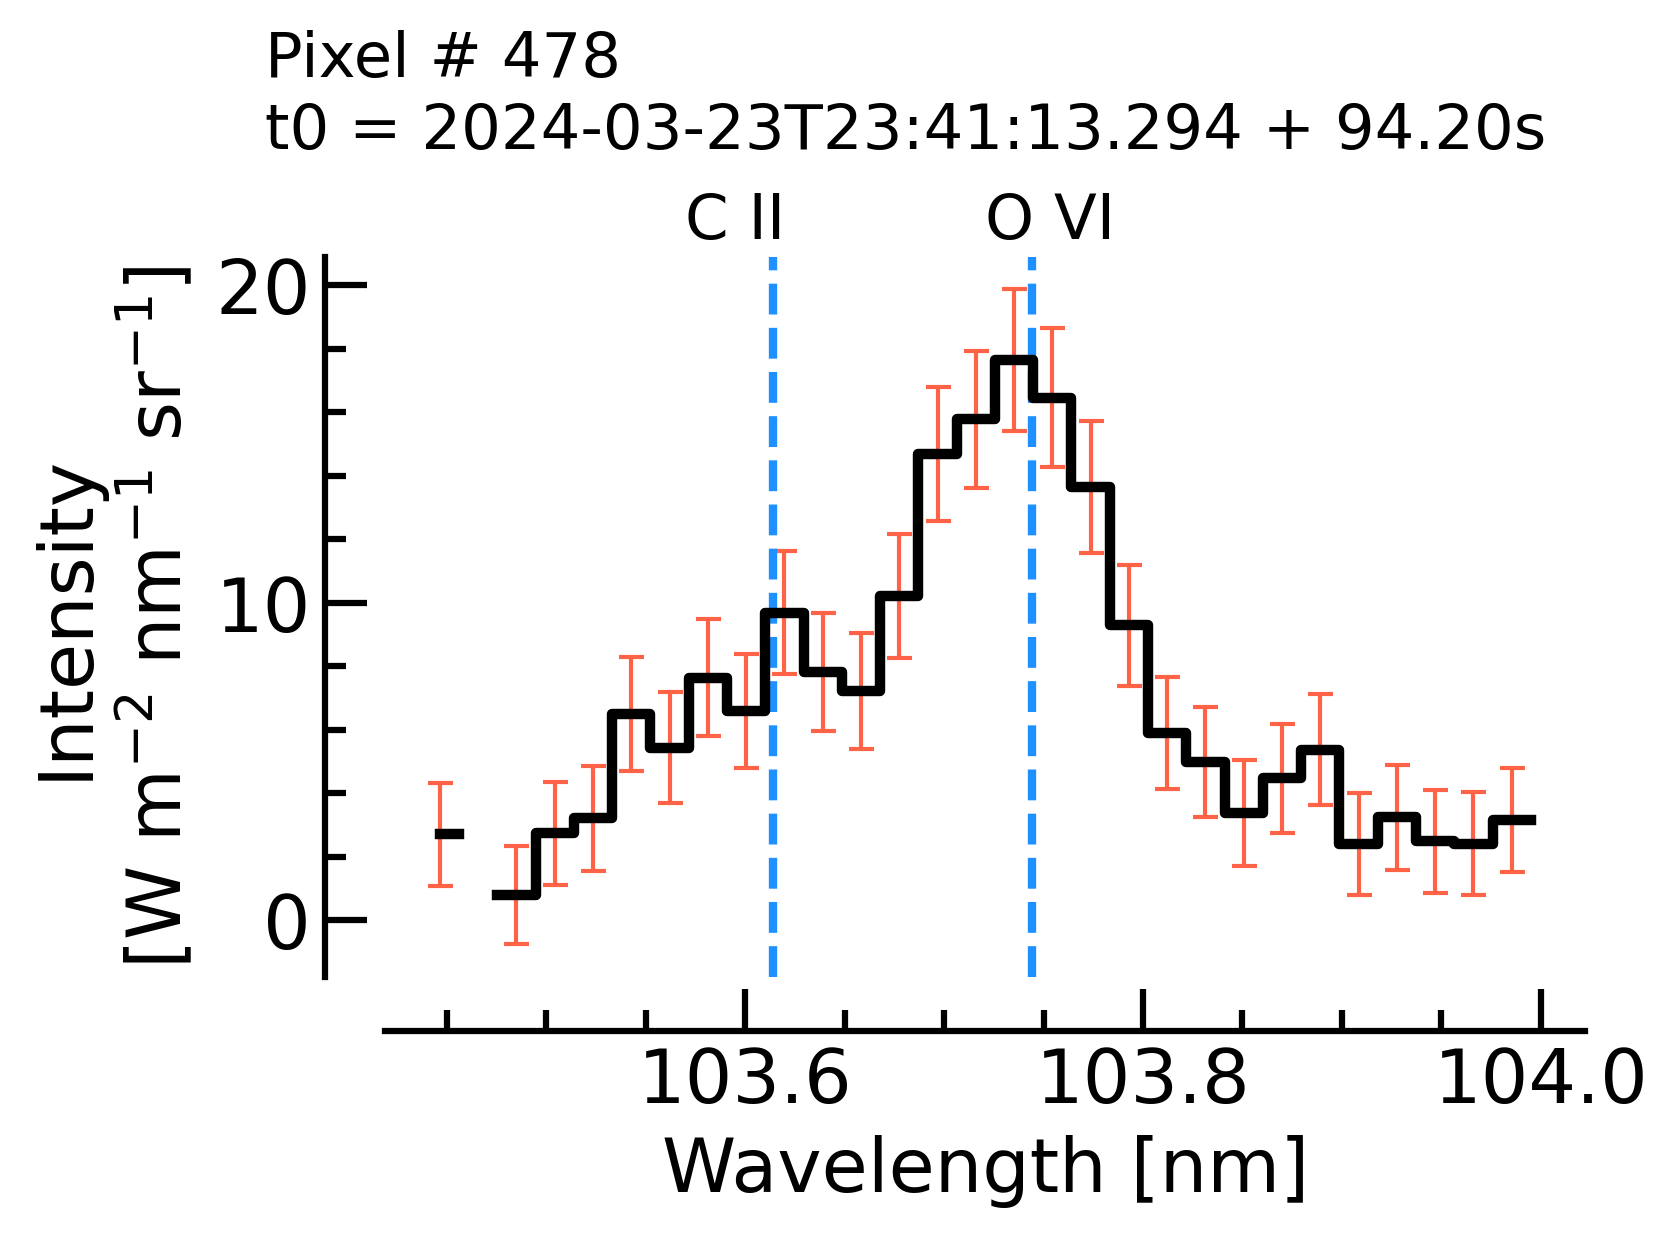 Pixel # 478
t0 = 2024-03-23T23:41:13.294 + 94.20s
C II O VI
Intensity
[W m⁻² nm⁻¹ sr⁻¹]
20
10
0
103.6 103.8 104.0
Wavelength [nm]